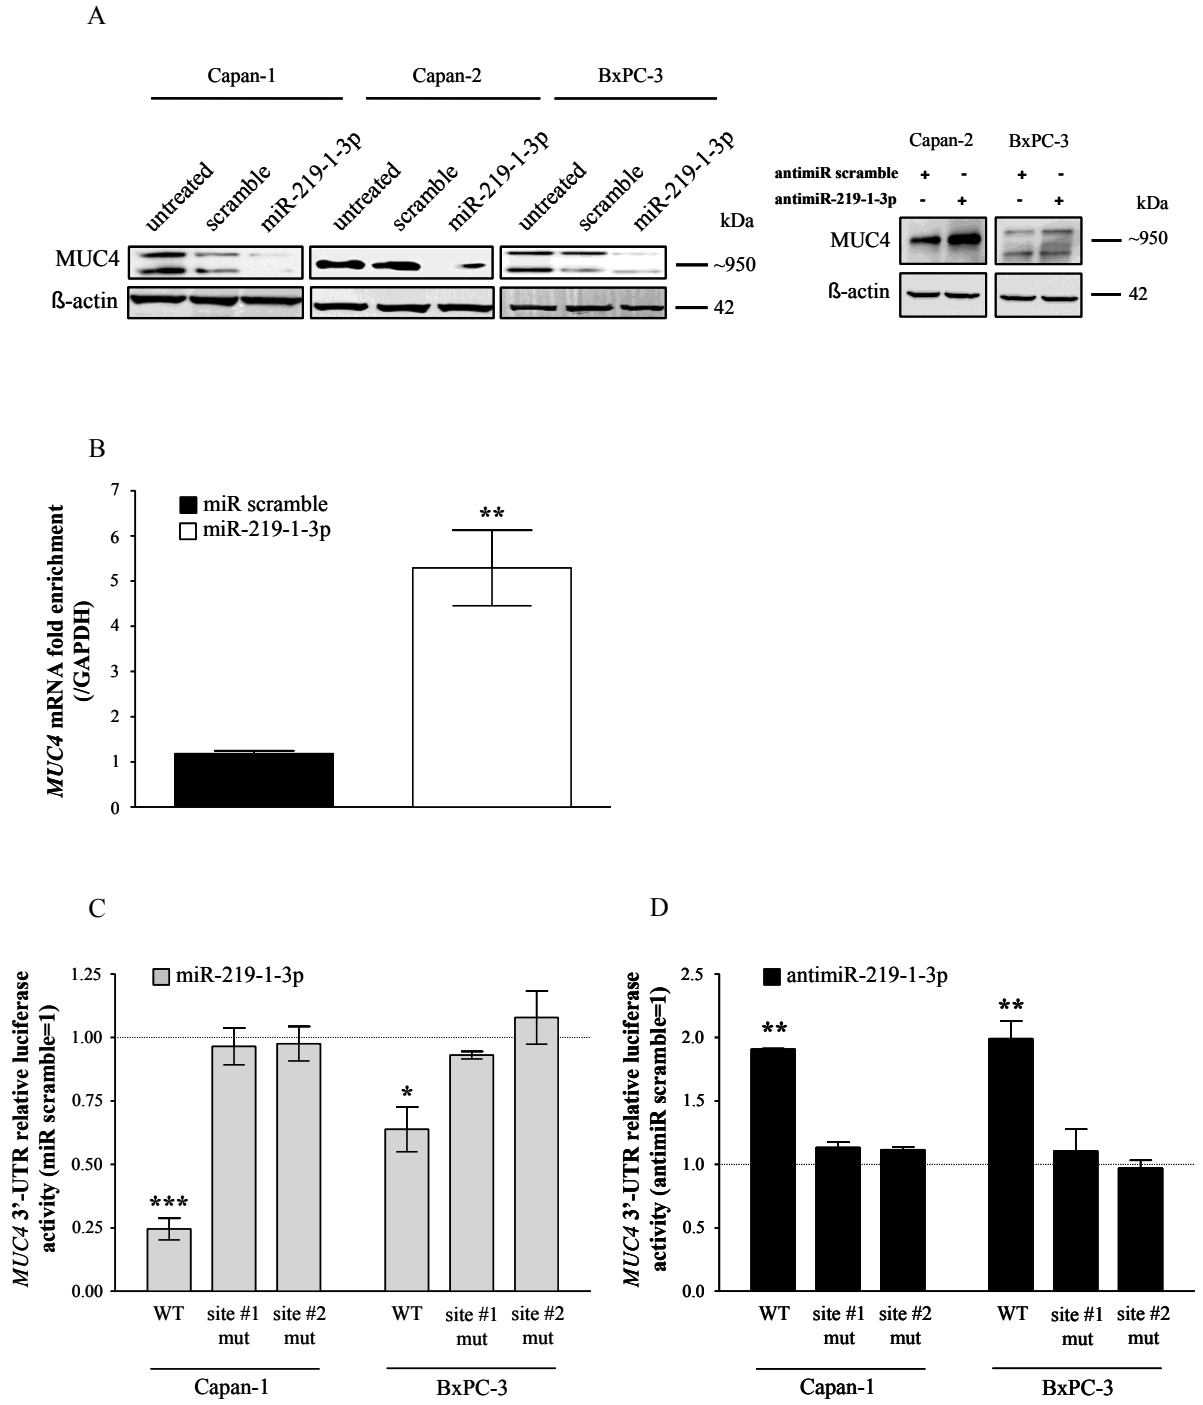 A
Capan-1 Capan-2 BxPC-3
untreated scramble miR-219-1-3p untreated scramble miR-219-1-3p untreated scramble miR-219-1-3p
kDa
MUC4 ~950
ß-actin 42
Capan-2 BxPC-3
antimiR scramble + - + -
antimiR-219-1-3p - + - +
kDa
MUC4 ~950
ß-actin 42
B
MUC4 mRNA fold enrichment
(/GAPDH)
7
6
5
4
3
2
1
0
miR scramble
miR-219-1-3p
**
C
MUC4 3’-UTR relative luciferase
activity (miR scramble=1)
1.25
1.00
0.75
0.50
0.25
0.00
miR-219-1-3p
***
*
WT site #1 site #2 WT site #1 site #2
mut mut mut mut
Capan-1 BxPC-3
D
MUC4 3’-UTR relative luciferase
activity (antimiR scramble=1)
2.5
2.0
1.5
1.0
0.5
0.0
antimiR-219-1-3p
**
**
WT site #1 site #2 WT site #1 site #2
mut mut mut mut
Capan-1 BxPC-3